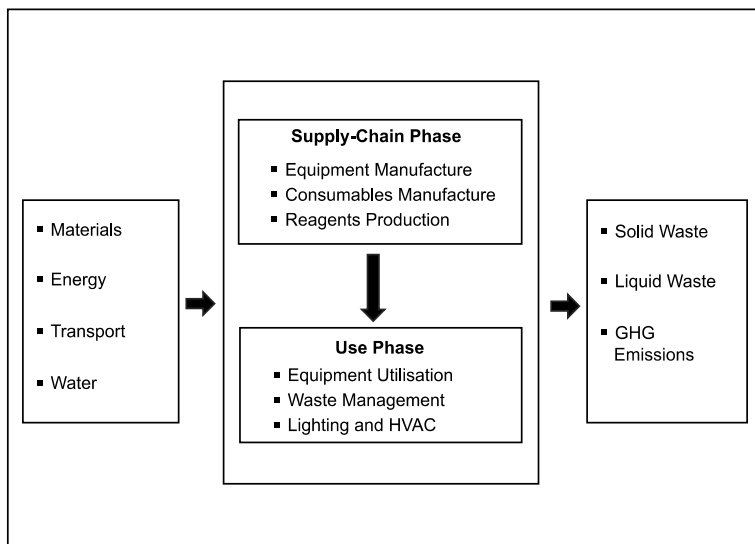 Materials
Energy
Transport
Water
Supply-Chain Phase
Equipment Manufacture
Consumables Manufacture
Reagents Production
Use Phase
Equipment Utilisation
Waste Management
Lighting and HVAC
Solid Waste
Liquid Waste
GHG
Emissions